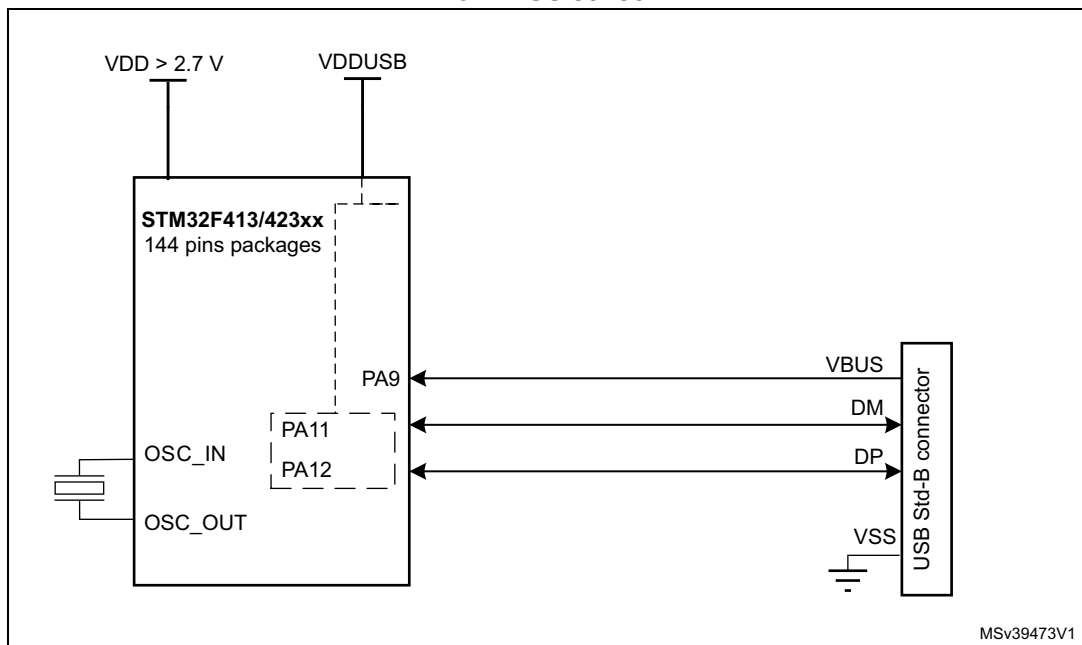 VDD > 2.7 V
VDDUSB
STM32F413/423xx
144 pins packages
PA9
PA11
PA12
OSC_IN
OSC_OUT
VBUS
DM
DP
VSS
USB Std-B connector
MSv39473V1